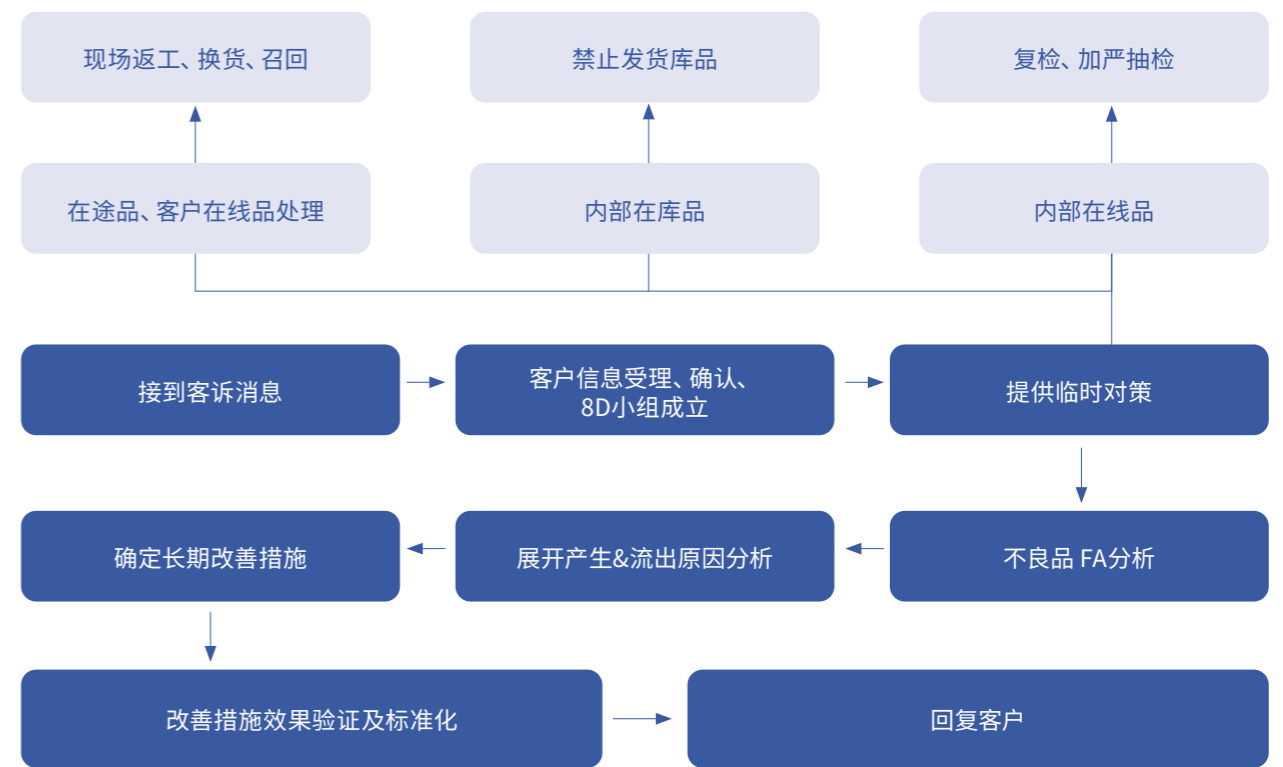 现场返工、换货、召回
禁止发货库品
复检、加严抽检
在途品、客户在线品处理
内部在库品
内部在线品
接到客诉消息
客户信息受理、确认、
8D小组成立
提供临时对策
确定长期改善措施
展开产生&流出原因分析
不良品 FA分析
改善措施效果验证及标准化
回复客户